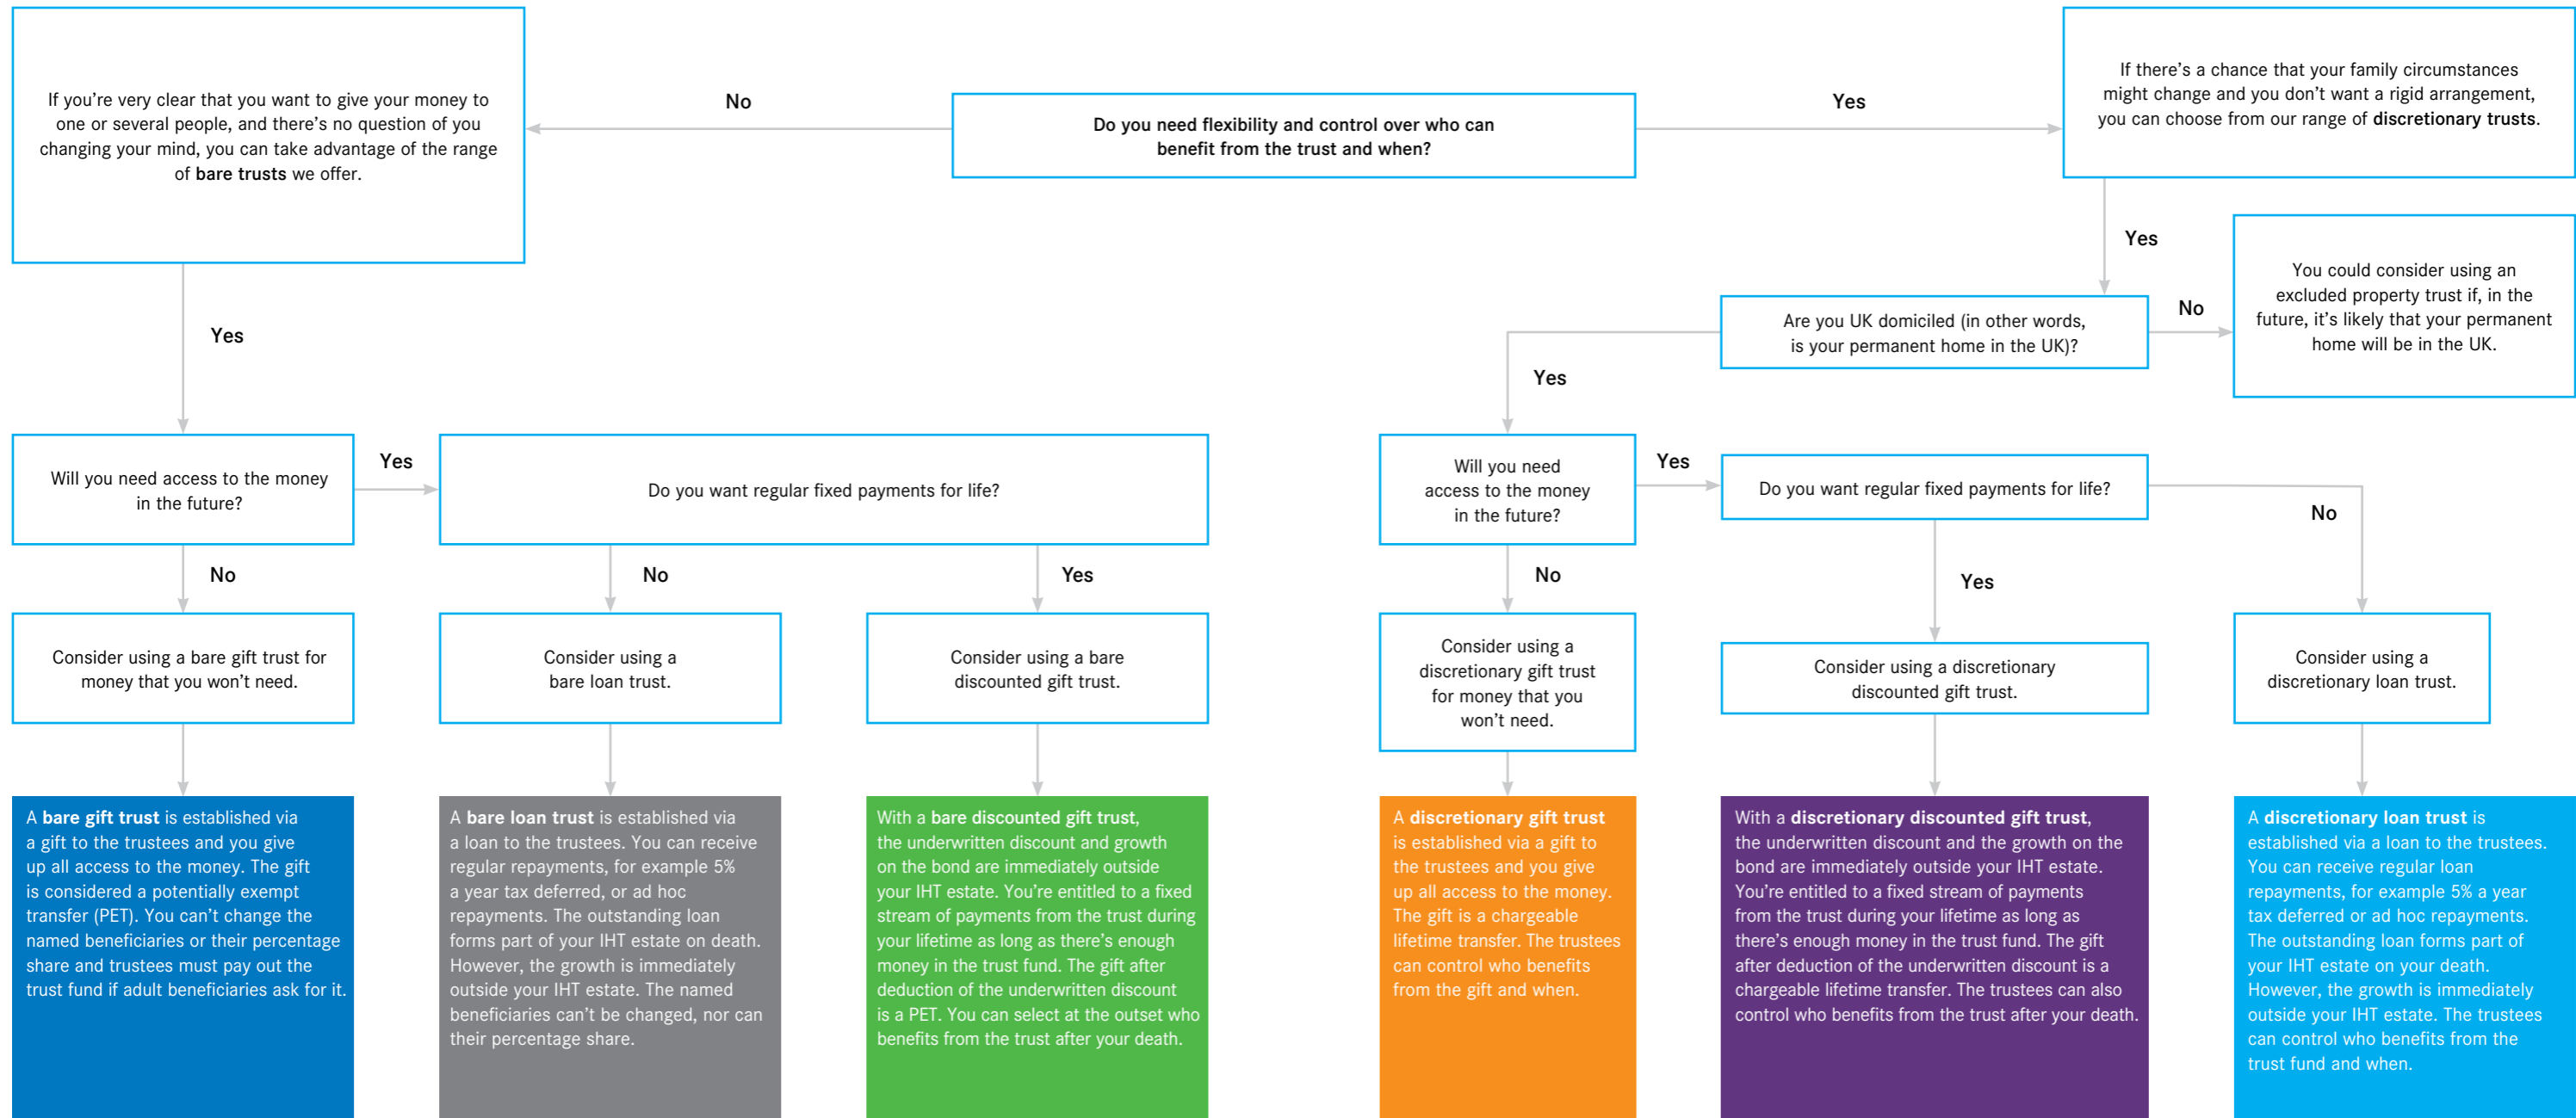 If you're very clear that you want to give your money to
one or several people, and there's no question of you
changing your mind, you can take advantage of the range
of bare trusts we offer.
No
Do you need flexibility and control over who can
benefit from the trust and when?
Yes
If there's a chance that your family circumstances
might change and you don't want a rigid arrangement,
you can choose from our range of discretionary trusts.
Yes
Yes
Are you UK domiciled (in other words,
is your permanent home in the UK)?
No
You could consider using an
excluded property trust if, in the
future, it's likely that your permanent
home will be in the UK.
Yes
Will you need access to the money
in the future?
Yes
Do you want regular fixed payments for life?
Will you need
access to the money
in the future?
Yes
Do you want regular fixed payments for life?
No
No
No
Yes
No
Yes
Consider using a bare gift trust for
money that you won't need.
Consider using a
bare loan trust.
Consider using a bare
discounted gift trust.
Consider using a
discretionary gift trust
for money that you
won't need.
Consider using a discretionary
discounted gift trust.
Consider using a
discretionary loan trust.
A bare gift trust is established via
a gift to the trustees and you give
up all access to the money. The gift
is considered a potentially exempt
transfer (PET). You can't change the
named beneficiaries or their percentage
share and trustees must pay out the
trust fund if adult beneficiaries ask for it.
A bare loan trust is established via
a loan to the trustees. You can receive
regular repayments, for example 5%
a year tax deferred, or ad hoc
repayments. The outstanding loan
forms part of your IHT estate on death.
However, the growth is immediately
outside your IHT estate. The named
beneficiaries can't be changed, nor can
their percentage share.
With a bare discounted gift trust,
the underwritten discount and growth
on the bond are immediately outside
your IHT estate. You're entitled to a fixed
stream of payments from the trust during
your lifetime as long as there's enough
money in the trust fund. The gift after
deduction of the underwritten discount
is a PET. You can select at the outset who
benefits from the trust after your death.
A discretionary gift trust
is established via a gift to
the trustees and you give
up all access to the money.
The gift is a chargeable
lifetime transfer. The trustees
can control who benefits
from the gift and when.
With a discretionary discounted gift trust,
the underwritten discount and the growth on the
bond are immediately outside your IHT estate.
You're entitled to a fixed stream of payments
from the trust during your lifetime as long as
there's enough money in the trust fund. The gift
after deduction of the underwritten discount is a
chargeable lifetime transfer. The trustees can also
control who benefits from the trust after your death.
A discretionary loan trust is
established via a loan to the trustees.
You can receive regular loan
repayments, for example 5% a year
tax deferred or ad hoc repayments.
The outstanding loan forms part of
your IHT estate on your death.
However, the growth is immediately
outside your IHT estate. The trustees
can control who benefits from the
trust fund and when.